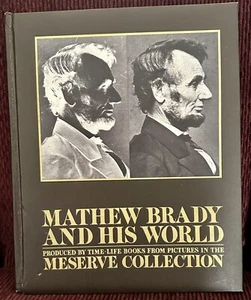 MATHEW BRADY
AND HIS WORLD
PRODUCED BY TIME-LIFE BOOKS FROM PICTURES IN THE
MESERVE COLLECTION